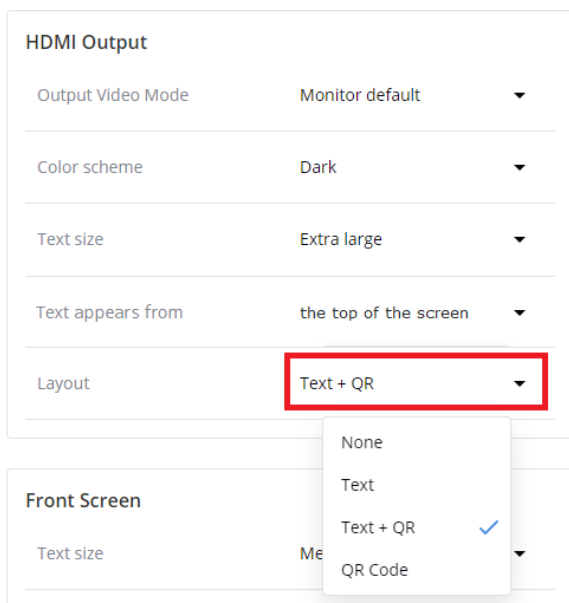 HDMI Output
Output Video Mode Monitor default
Color scheme Dark
Text size Extra large
Text appears from the top of the screen
Layout Text + QR
None
Text
Text + QR
QR Code
Front Screen
Text size Me